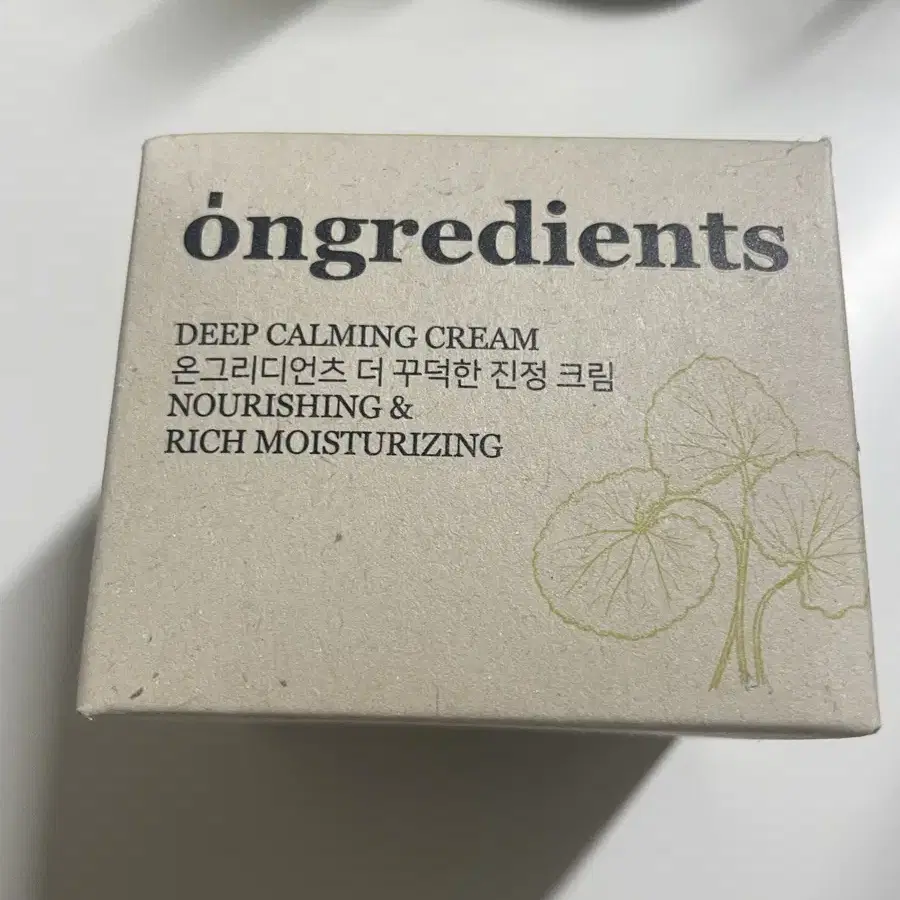 óngredients
DEEP CALMING CREAM
온그리디언츠 더 꾸덕한 진정 크림
NOURISHING &
RICH MOISTURIZING